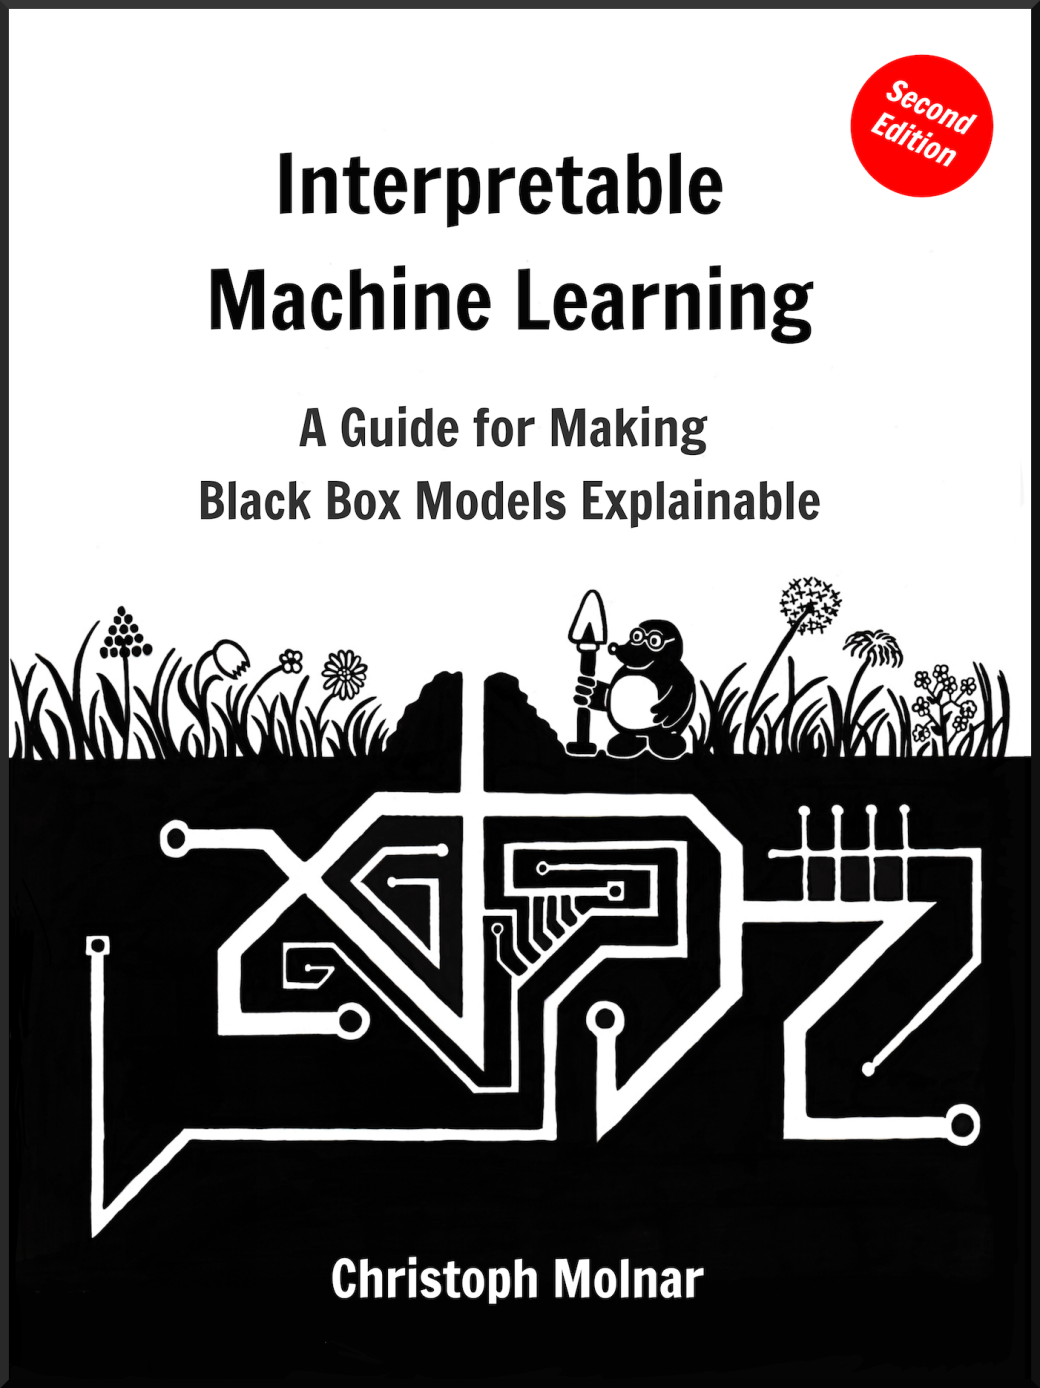 Second
Edition
Interpretable
Machine Learning
A Guide for Making
Black Box Models Explainable
Christoph Molnar